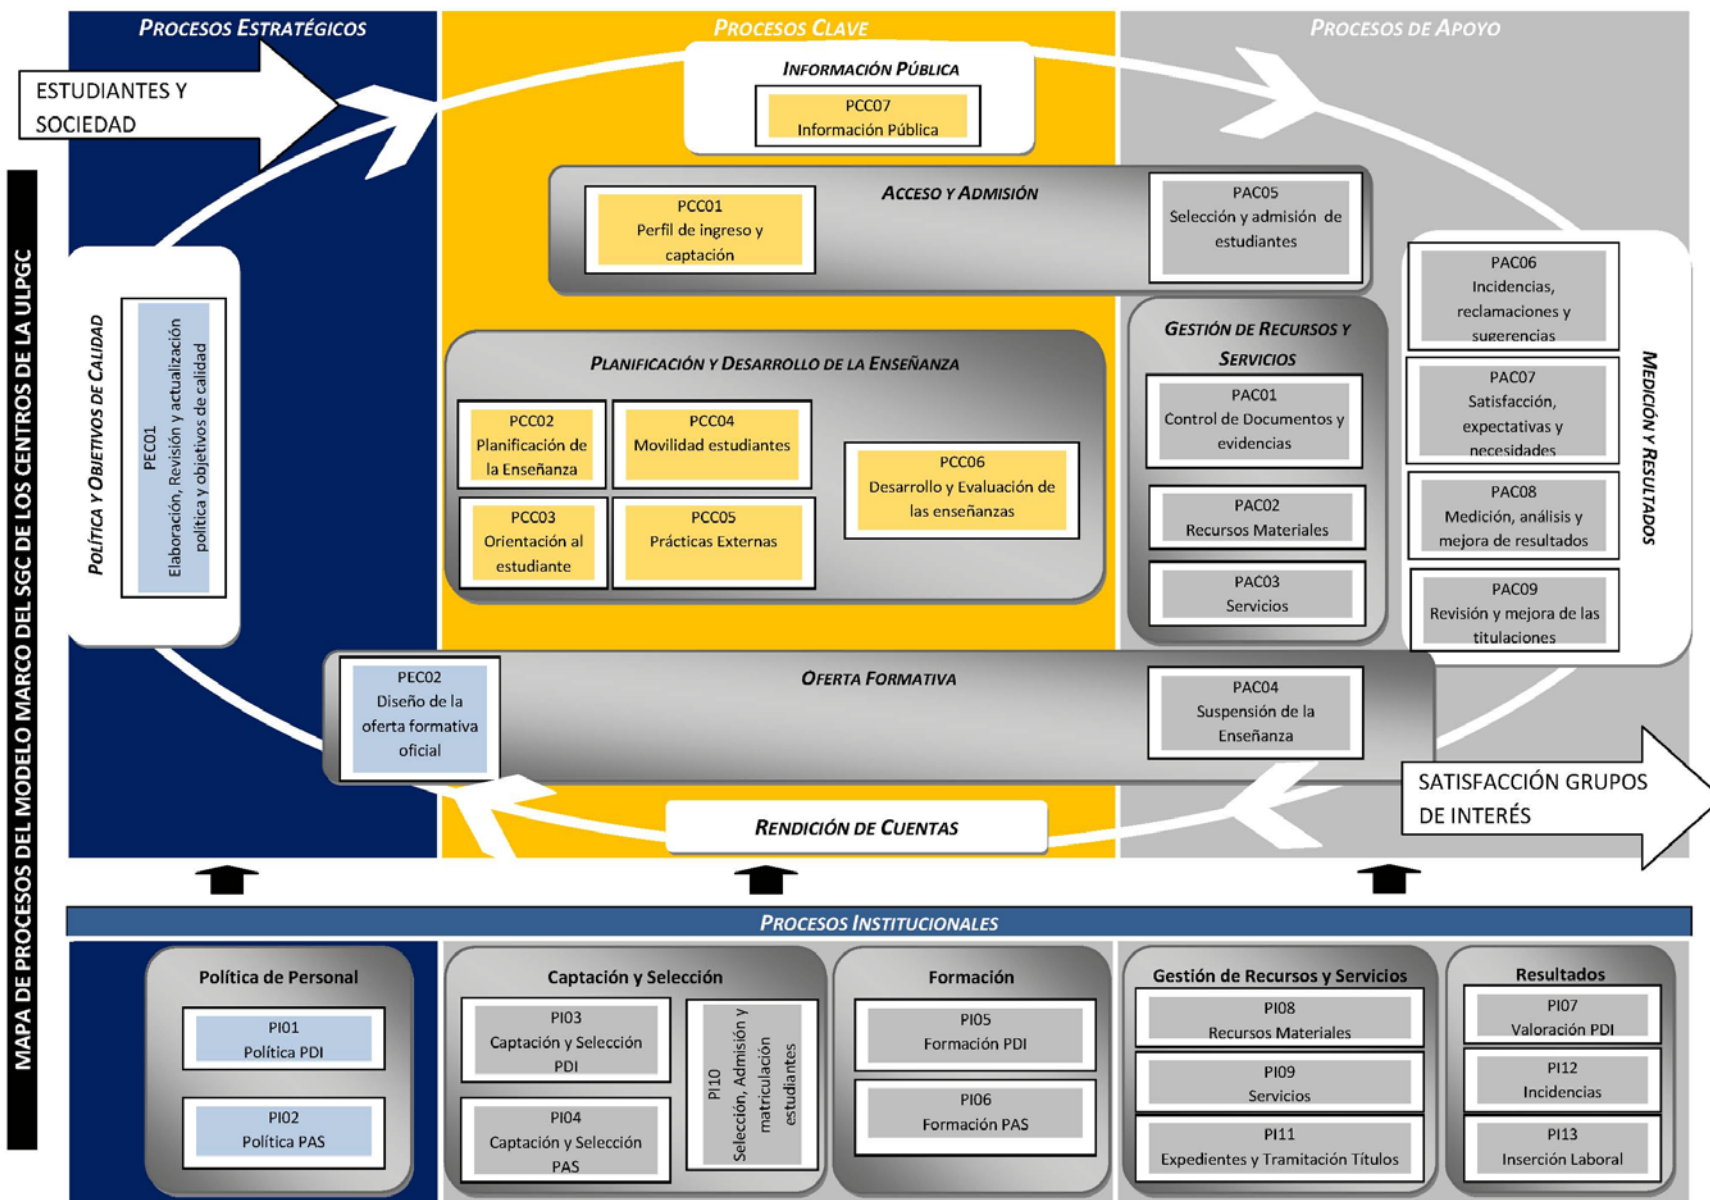 PROCESOS ESTRATÉGICOS
PROCESOS CLAVE
PROCESOS DE APOYO
ESTUDIANTES Y
SOCIEDAD
INFORMACIÓN PÚBLICA
PCC07
Información Pública
ACCESO Y ADMISIÓN
PCC01
Perfil de ingreso y
captación
PAC05
Selección y admisión de
estudiantes
MAPA DE PROCESOS DEL MODELO MARCO DEL SGC DE LOS CENTROS DE LA ULPGC
POLÍTICA Y OBJETIVOS DE CALIDAD
PEC01
Elaboración, Revisión y actualización
política y objetivos de calidad
PLANIFICACIÓN Y DESARROLLO DE LA ENSEÑANZA
PCC02
Planificación de
la Enseñanza
PCC04
Movilidad estudiantes
PCC03
Orientación al
estudiante
PCC05
Prácticas Externas
PCC06
Desarrollo y Evaluación de
las enseñanzas
GESTIÓN DE RECURSOS Y
SERVICIOS
PAC01
Control de Documentos y
evidencias
PAC02
Recursos Materiales
PAC03
Servicios
MEDICIÓN Y RESULTADOS
PAC06
Incidencias,
reclamaciones y
sugerencias
PAC07
Satisfacción,
expectativas y
necesidades
PAC08
Medición, análisis y
mejora de resultados
PAC09
Revisión y mejora de las
titulaciones
OFERTA FORMATIVA
PEC02
Diseño de la
oferta formativa
oficial
PAC04
Suspensión de la
Enseñanza
RENDICIÓN DE CUENTAS
SATISFACCIÓN GRUPOS
DE INTERÉS
PROCESOS INSTITUCIONALES
Política de Personal
PI01
Política PDI
PI02
Política PAS
Captación y Selección
PI03
Captación y Selección
PDI
PI04
Captación y Selección
PAS
PI10
Selección, Admisión y
matriculación
estudiantes
Formación
PI05
Formación PDI
PI06
Formación PAS
Gestión de Recursos y Servicios
PI08
Recursos Materiales
PI09
Servicios
PI11
Expedientes y Tramitación Títulos
Resultados
PI07
Valoración PDI
PI12
Incidencias
PI13
Inserción Laboral